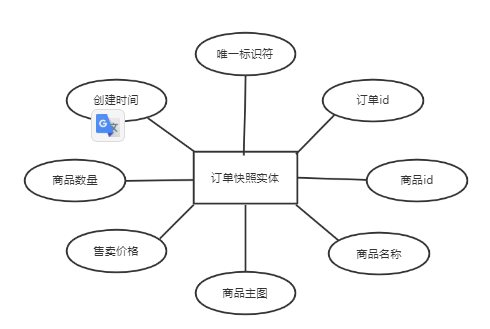 唯一标识符
创建时间
订单id
商品数量
订单快照实体
商品id
售卖价格
商品名称
商品主图